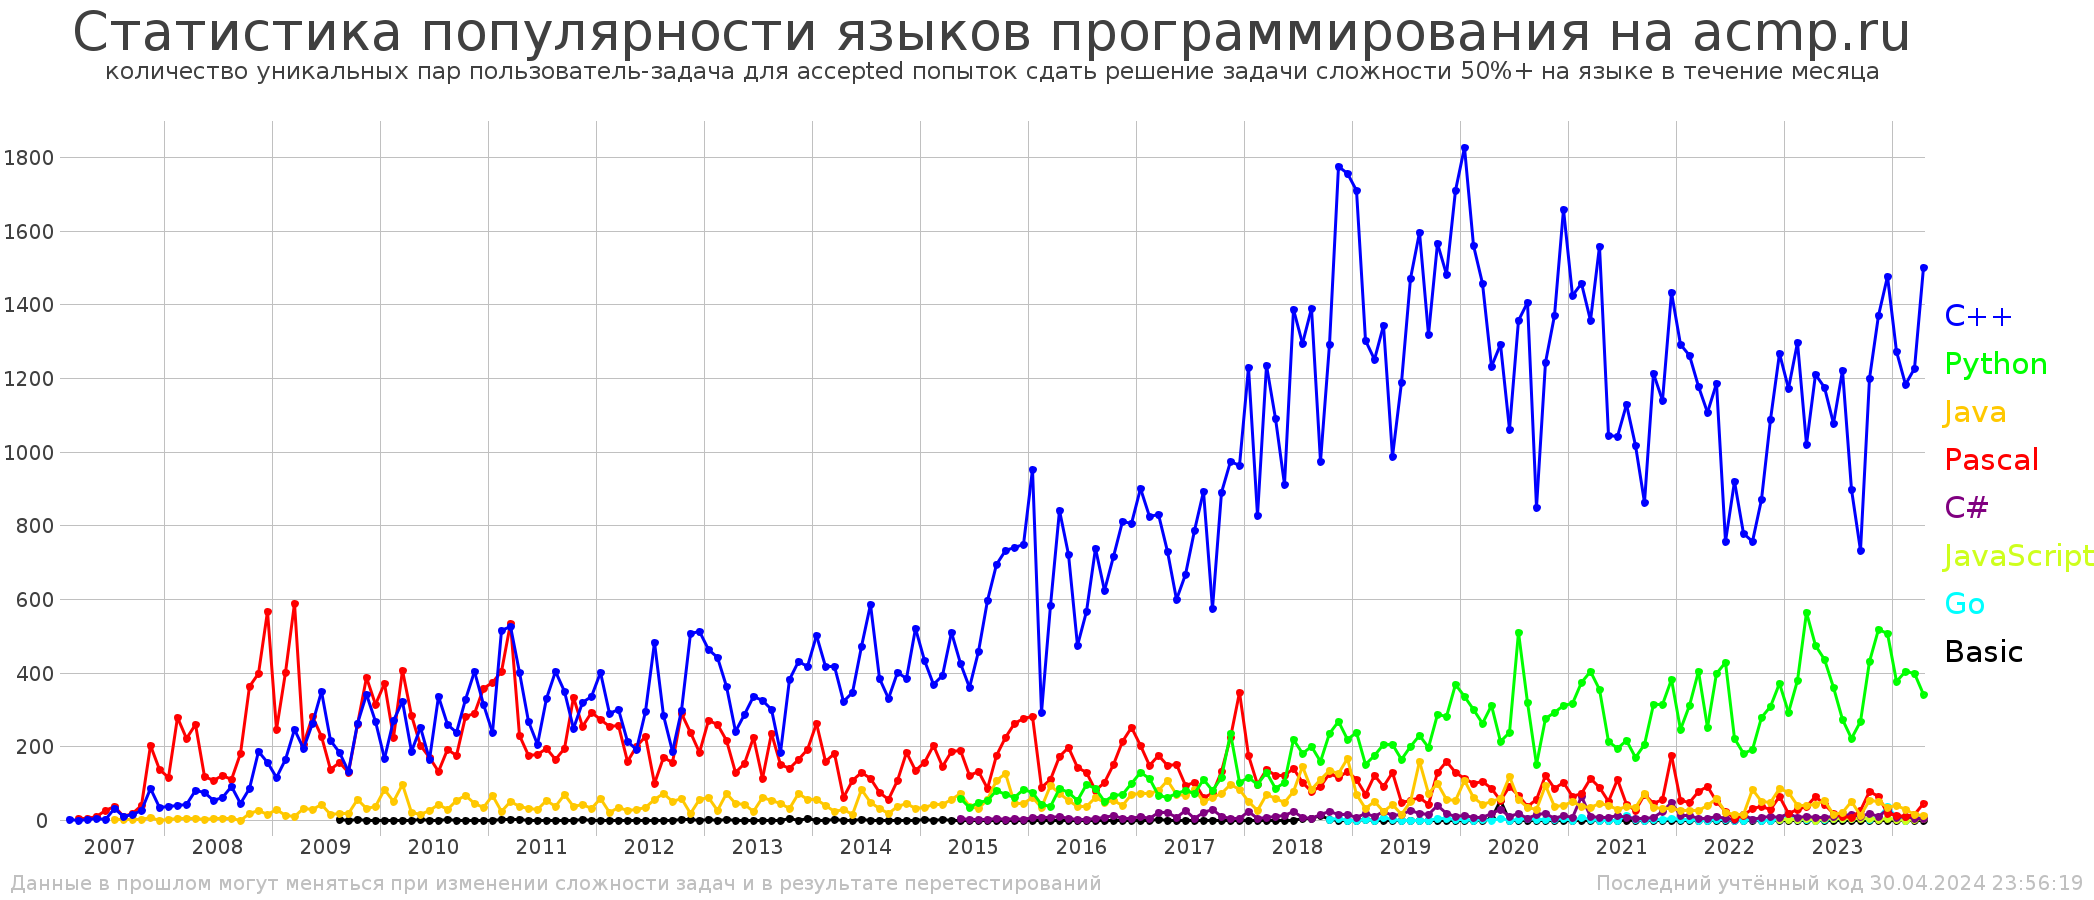 Статистика популярности языков программирования на acmp.ru
количество уникальных пар пользователь-задача для accepted попыток сдать решение задачи сложности 50%+ на языке в течение месяца
1800
1600
1400
1200
1000
800
600
400
200
0
C++
Python
Java
Pascal
C#
JavaScript
Go
Basic
2007 2008 2009 2010 2011 2012 2013 2014 2015 2016 2017 2018 2019 2020 2021 2022 2023
Данные в прошлом могут меняться при изменении сложности задач и в результате перетестирований
Последний учтённый код 30.04.2024 23:56:19